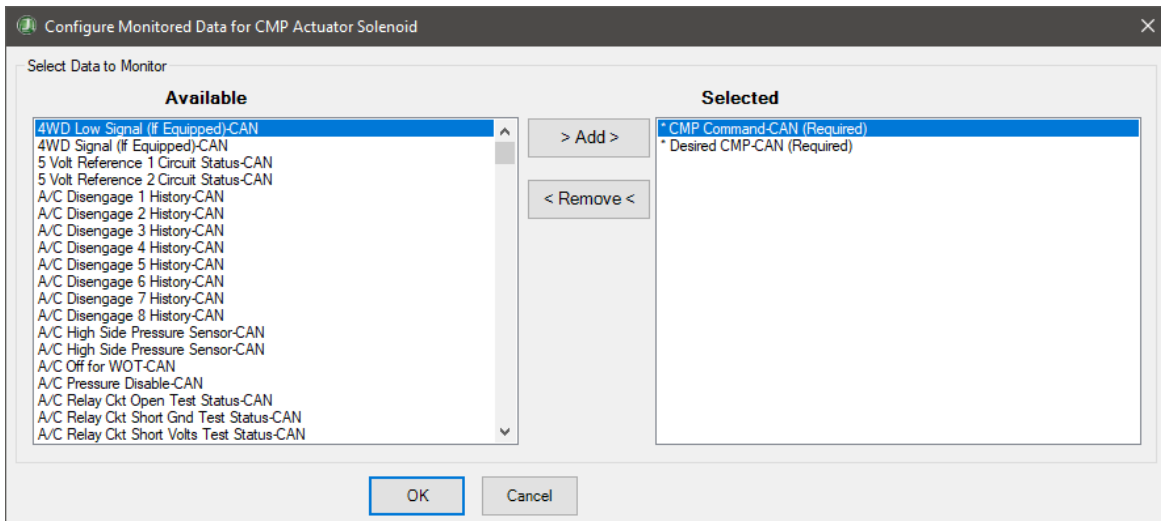 Configure Monitored Data for CMP Actuator Solenoid
Select Data to Monitor
Available
4WD Low Signal (If Equipped)-CAN
4WD Signal (If Equipped)-CAN
5 Volt Reference 1 Circuit Status-CAN
5 Volt Reference 2 Circuit Status-CAN
A/C Disengage 1 History-CAN
A/C Disengage 2 History-CAN
A/C Disengage 3 History-CAN
A/C Disengage 4 History-CAN
A/C Disengage 5 History-CAN
A/C Disengage 6 History-CAN
A/C Disengage 7 History-CAN
A/C Disengage 8 History-CAN
A/C High Side Pressure Sensor-CAN
A/C High Side Pressure Sensor-CAN
A/C Off for WOT-CAN
A/C Pressure Disable-CAN
A/C Relay Ckt Open Test Status-CAN
A/C Relay Ckt Short Gnd Test Status-CAN
A/C Relay Ckt Short Volts Test Status-CAN
> Add >
< Remove <
Selected
* CMP Command-CAN (Required)
* Desired CMP-CAN (Required)
OK
Cancel